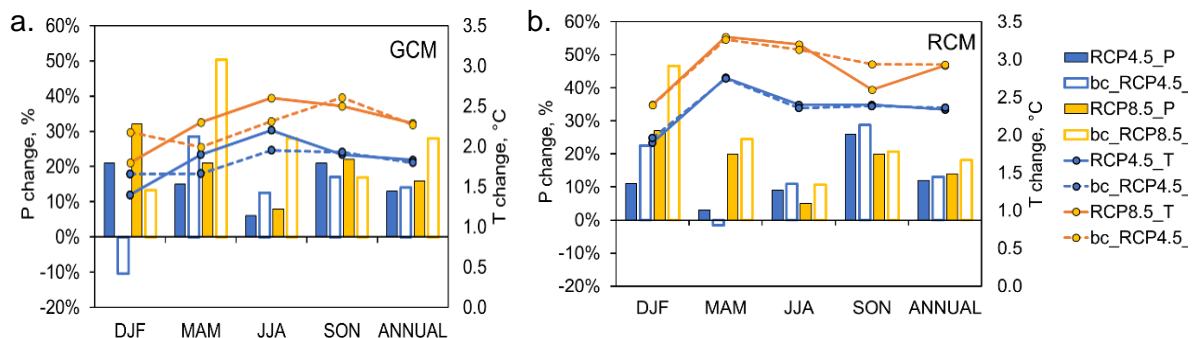 a.
GCM
P change, %
60%
50%
40%
30%
20%
10%
0%
-10%
-20%
3.5
3.0
2.5
2.0
1.5
1.0
0.5
0.0
T change, °C
DJF MAM JJA SON ANNUAL
b.
RCM
P change, %
60%
50%
40%
30%
20%
10%
0%
-10%
-20%
3.5
3.0
2.5
2.0
1.5
1.0
0.5
0.0
T change, °C
DJF MAM JJA SON ANNUAL
RCP4.5_P
bc_RCP4.5_
RCP8.5_P
bc_RCP8.5_
RCP4.5_T
bc_RCP4.5_
RCP8.5_T
bc_RCP4.5_